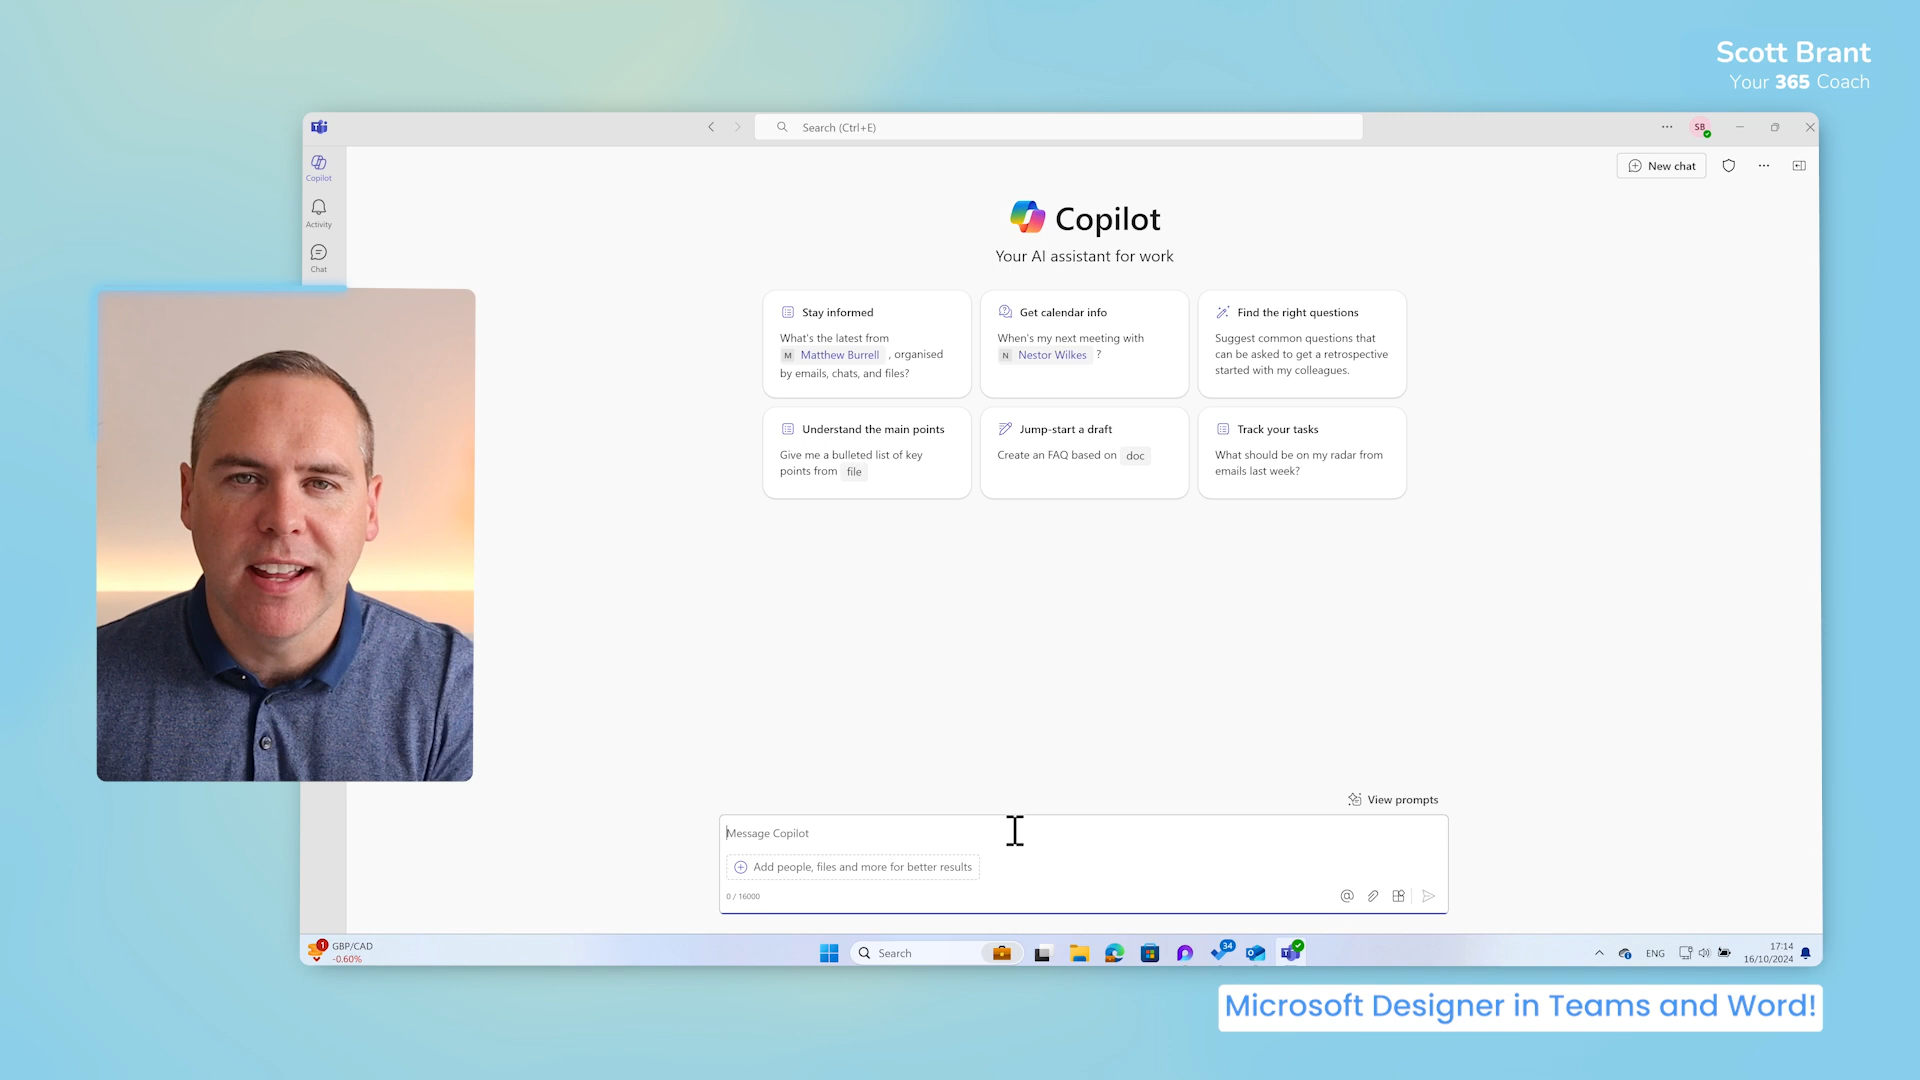 Scott Brant
Your 365 Coach
Search (Ctrl+E)
SB
Copilot
Activity
Chat
New chat
Copilot
Your AI assistant for work
Stay informed
What's the latest from
M Matthew Burrell , organised
by emails, chats, and files?
Get calendar info
When's my next meeting with
N Nestor Wilkes ?
Find the right questions
Suggest common questions that
can be asked to get a retrospective
started with my colleagues.
Understand the main points
Give me a bulleted list of key
points from file
Jump-start a draft
Create an FAQ based on doc
Track your tasks
What should be on my radar from
emails last week?
View prompts
Message Copilot
Add people, files and more for better results
0 / 16000
1
GBP/CAD
-0.60%
Search
34
ENG
17:14
16/10/2024
Microsoft Designer in Teams and Word!